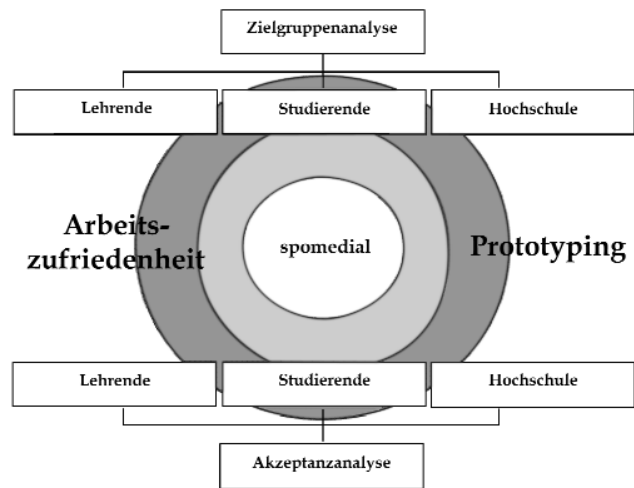 Zielgruppenanalyse
Lehrende
Studierende
Hochschule
Arbeits-
zufriedenheit
spomedial
Prototyping
Lehrende
Studierende
Hochschule
Akzeptanzanalyse